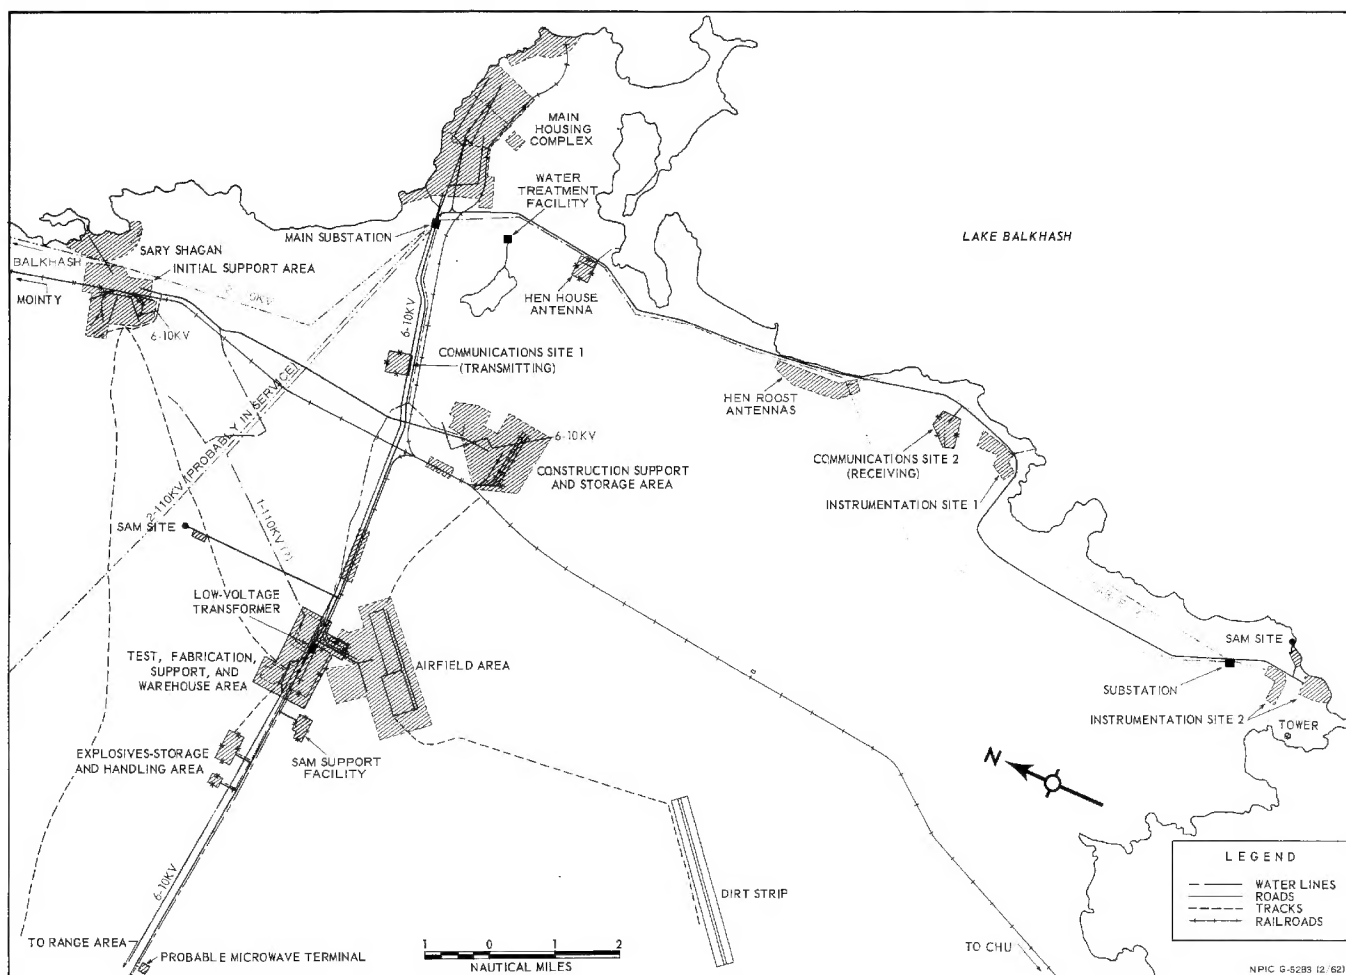 MAIN
HOUSING
COMPLEX
WATER
TREATMENT
FACILITY
MAIN SUBSTATION
LAKE BALKHASH
SARY SHAGAN
INITIAL SUPPORT AREA
BALKHASH
MOINTY
6-10KV
HEN HOUSE
ANTENNA
6-10KV
COMMUNICATIONS SITE 1
(TRANSMITTING)
HEN ROOST
ANTENNAS
2-110KV (PROBABLY IN SERVICE)
6-10KV
CONSTRUCTION SUPPORT
AND STORAGE AREA
COMMUNICATIONS SITE 2
(RECEIVING)
INSTRUMENTATION SITE 1
1-110KV (?)
SAM SITE
LOW-VOLTAGE
TRANSFORMER
TEST, FABRICATION,
SUPPORT, AND
WAREHOUSE AREA
AIRFIELD AREA
SAM SITE
SUBSTATION
INSTRUMENTATION SITE 2
TOWER
EXPLOSIVES-STORAGE
AND HANDLING AREA
SAM SUPPORT
FACILITY
N
6-10KV
DIRT STRIP
LEGEND
WATER LINES
ROADS
TRACKS
RAILROADS
TO RANGE AREA
PROBABLE MICROWAVE TERMINAL
1 0 1 2
NAUTICAL MILES
TO CHU
NPIC G-5283 (2/62)